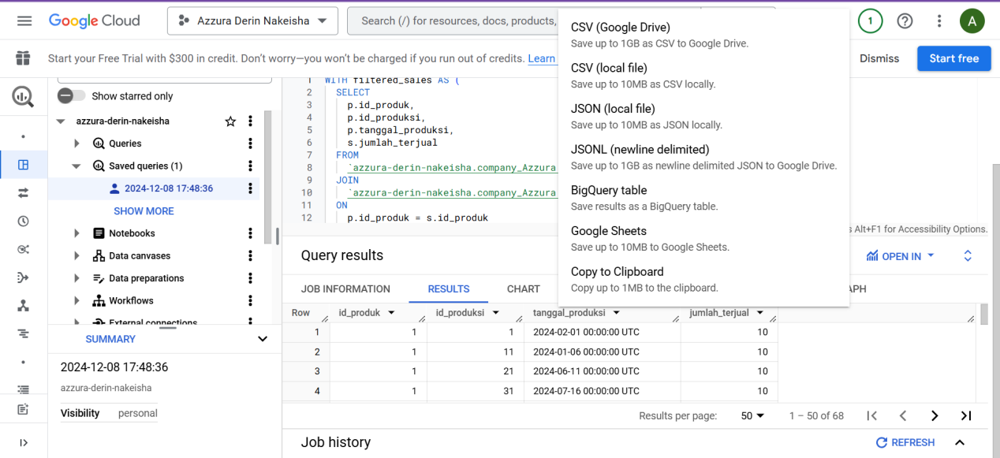 Google Cloud
Azzura Derin Nakeisha
Search (/) for resources, docs, products,
1
A
Start your Free Trial with $300 in credit. Don't worry—you won't be charged if you run out of credits. Learn
Dismiss
Start free
Show starred only
azzura-derin-nakeisha
Queries
Saved queries (1)
2024-12-08 17:48:36
SHOW MORE
Notebooks
Data canvases
Data preparations
Workflows
External connections
SUMMARY
2024-12-08 17:48:36
azzura-derin-nakeisha
Visibility personal
1 WITH filtered_sales AS (
2 SELECT
3 p.id_produk,
4 p.id_produksi,
5 p.tanggal_produksi,
6 s.jumlah_terjual
7 FROM
8 `azzura-derin-nakeisha.company_Azzura
9 JOIN
10 `azzura-derin-nakeisha.company_Azzura
11 ON
12 p.id_produk = s.id_produk
CSV (Google Drive)
Save up to 1GB as CSV to Google Drive.
CSV (local file)
Save up to 10MB as CSV locally.
JSON (local file)
Save up to 10MB as JSON locally.
JSONL (newline delimited)
Save up to 1GB as newline delimited JSON to Google Drive.
BigQuery table
Save results as a BigQuery table.
Google Sheets
Save up to 10MB to Google Sheets.
Copy to Clipboard
Copy up to 1MB to the clipboard.
s Alt+F1 for Accessibility Options.
Query results
OPEN IN
JOB INFORMATION RESULTS CHART APH
Row id_produk id_produksi tanggal_produksi jumlah_terjual
1 1 1 2024-02-01 00:00:00 UTC 10
2 1 11 2024-01-06 00:00:00 UTC 10
3 1 21 2024-06-11 00:00:00 UTC 10
4 1 31 2024-07-16 00:00:00 UTC 10
Results per page: 50 1 – 50 of 68
Job history
REFRESH